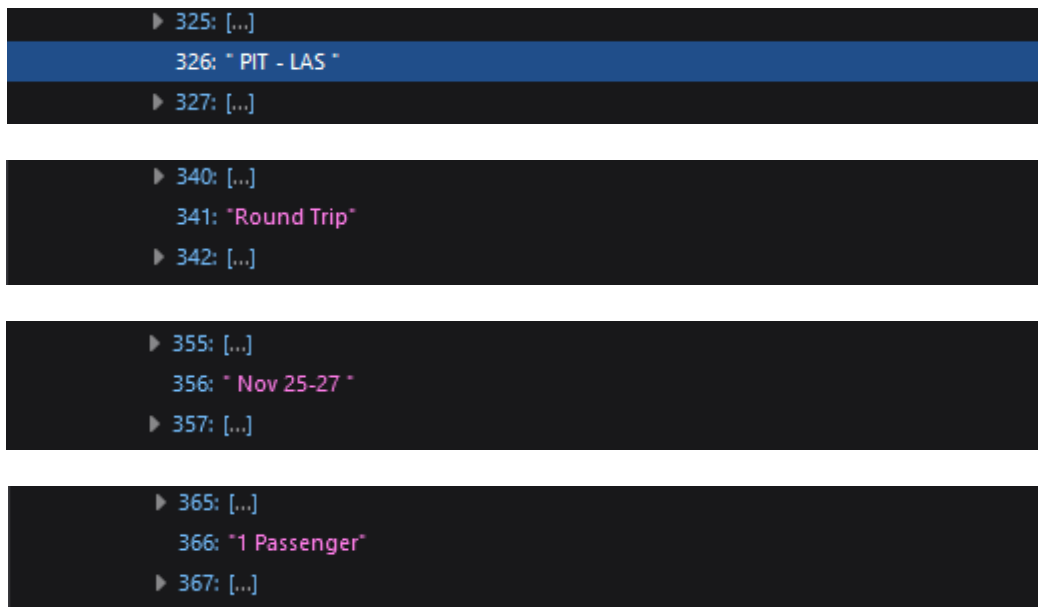 325: [...]
326: " PIT - LAS "
327: [...]
340: [...]
341: "Round Trip"
342: [...]
355: [...]
356: " Nov 25-27 "
357: [...]
365: [...]
366: "1 Passenger"
367: [...]